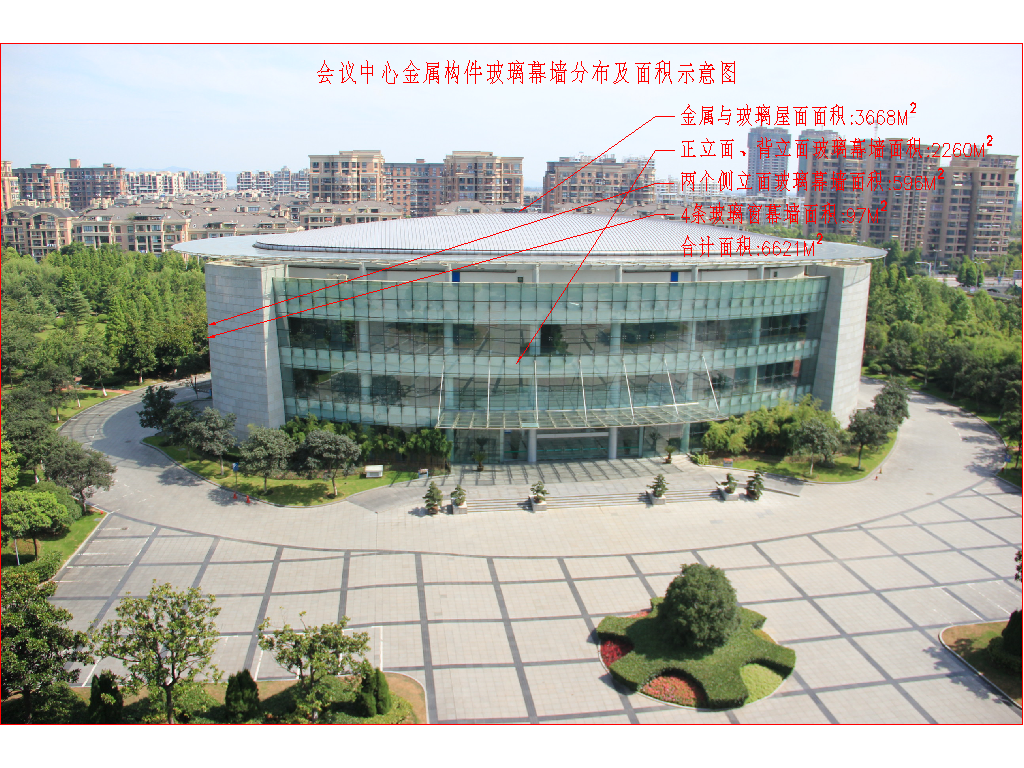 会议中心金属构件玻璃幕墙分布及面积示意图
金属与玻璃屋面面积:3668M²
正立面、背立面玻璃幕墙面积:2260M²
两个侧立面玻璃幕墙面积:595M²
4条玻璃窗幕墙面积:97M²
合计面积:6621M²